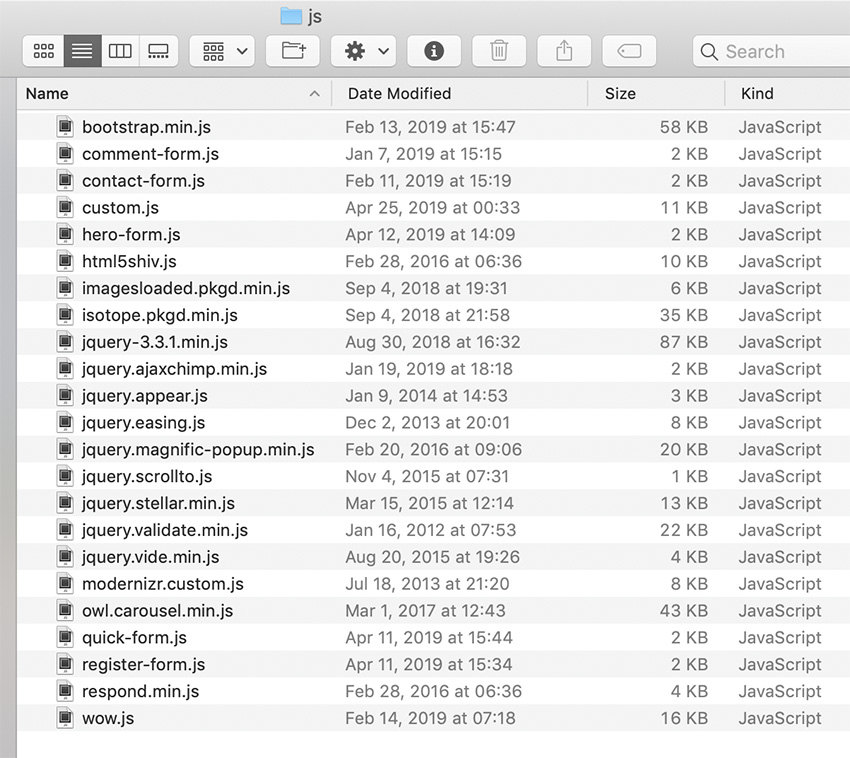 js
Search
Name Date Modified Size Kind
bootstrap.min.js Feb 13, 2019 at 15:47 58 KB JavaScript
comment-form.js Jan 7, 2019 at 15:15 2 KB JavaScript
contact-form.js Feb 11, 2019 at 15:19 2 KB JavaScript
custom.js Apr 25, 2019 at 00:33 11 KB JavaScript
hero-form.js Apr 12, 2019 at 14:09 2 KB JavaScript
html5shiv.js Feb 28, 2016 at 06:36 10 KB JavaScript
imagesloaded.pkgd.min.js Sep 4, 2018 at 19:31 6 KB JavaScript
isotope.pkgd.min.js Sep 4, 2018 at 21:58 35 KB JavaScript
jquery-3.3.1.min.js Aug 30, 2018 at 16:32 87 KB JavaScript
jquery.ajaxchimp.min.js Jan 19, 2019 at 18:18 2 KB JavaScript
jquery.appear.js Jan 9, 2014 at 14:53 3 KB JavaScript
jquery.easing.js Dec 2, 2013 at 20:01 8 KB JavaScript
jquery.magnific-popup.min.js Feb 20, 2016 at 09:06 20 KB JavaScript
jquery.scrollto.js Nov 4, 2015 at 07:31 1 KB JavaScript
jquery.stellar.min.js Mar 15, 2015 at 12:14 13 KB JavaScript
jquery.validate.min.js Jan 16, 2012 at 07:53 22 KB JavaScript
jquery.vide.min.js Aug 20, 2015 at 19:26 4 KB JavaScript
modernizr.custom.js Jul 18, 2013 at 21:20 8 KB JavaScript
owl.carousel.min.js Mar 1, 2017 at 12:43 43 KB JavaScript
quick-form.js Apr 11, 2019 at 15:44 2 KB JavaScript
register-form.js Apr 11, 2019 at 15:34 2 KB JavaScript
respond.min.js Feb 28, 2016 at 06:36 4 KB JavaScript
wow.js Feb 14, 2019 at 07:18 16 KB JavaScript